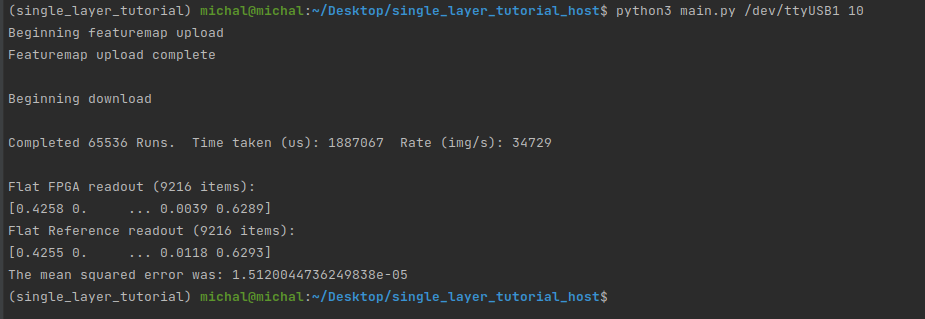 (single_layer_tutorial) michal@michal:~/Desktop/single_layer_tutorial_host$ python3 main.py /dev/ttyUSB1 10
Beginning featuremap upload
Featuremap upload complete
Beginning download
Completed 65536 Runs.  Time taken (us): 1887067  Rate (img/s): 34729
Flat FPGA readout (9216 items):
[0.4258 0.     ... 0.0039 0.6289]
Flat Reference readout (9216 items):
[0.4255 0.     ... 0.0118 0.6293]
The mean squared error was: 1.5120044736249838e-05
(single_layer_tutorial) michal@michal:~/Desktop/single_layer_tutorial_host$